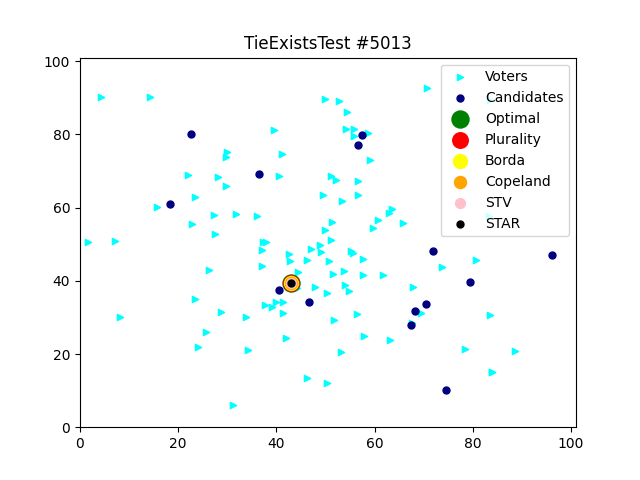 TieExistsTest #5013
100
80
60
40
20
0
0 20 40 60 80 100
Voters
Candidates
Optimal
Plurality
Borda
Copeland
STV
STAR